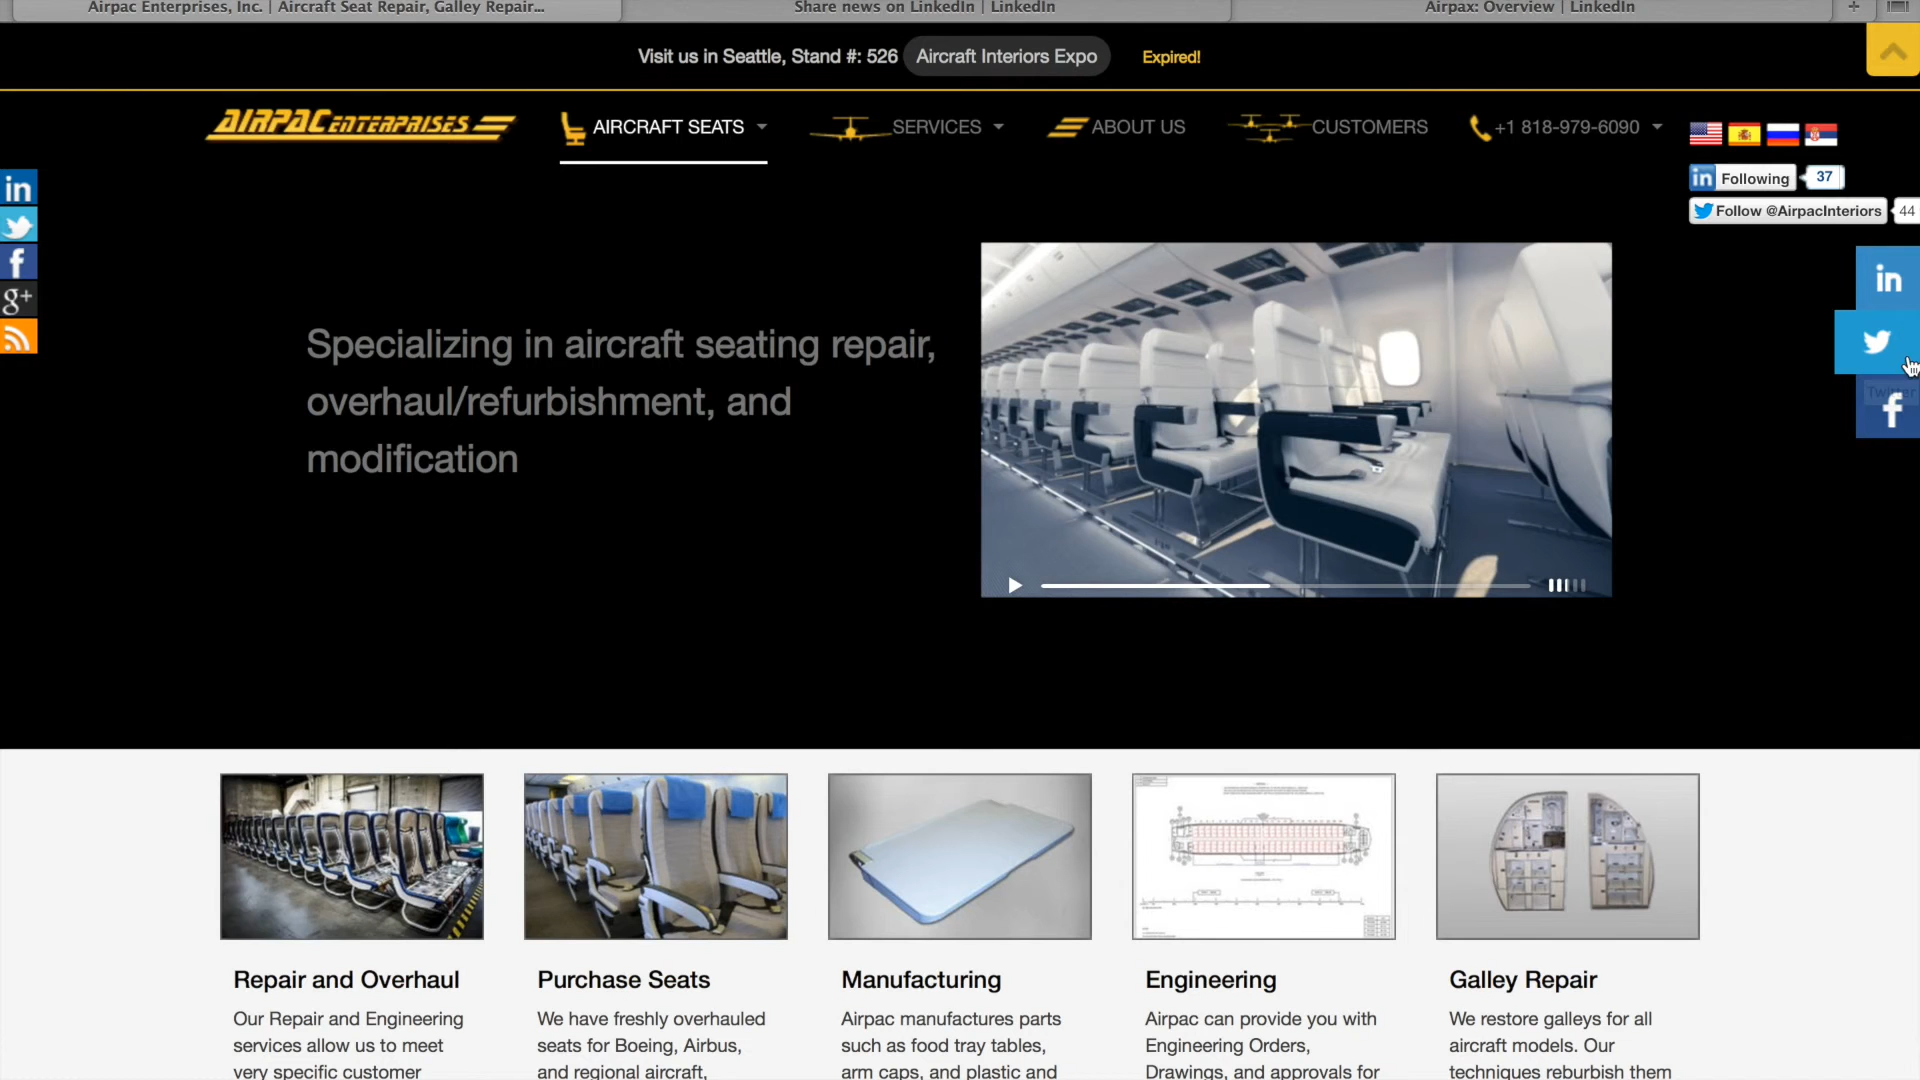 Airpac Enterprises, Inc. | Aircraft Seat Repair, Galley Repair...
Share news on LinkedIn | LinkedIn
Airpax: Overview | LinkedIn
Visit us in Seattle, Stand #: 526
Aircraft Interiors Expo
Expired!
AIRPAC ENTERPRISES
AIRCRAFT SEATS
SERVICES
ABOUT US
CUSTOMERS
+1 818-979-6090
in Following
37
Follow @AirpacInteriors
44
in
f
g+
in
Twitter
f
Specializing in aircraft seating repair,
overhaul/refurbishment, and
modification
Repair and Overhaul
Our Repair and Engineering
services allow us to meet
very specific customer
Purchase Seats
We have freshly overhauled
seats for Boeing, Airbus,
and regional aircraft,
Manufacturing
Airpac manufactures parts
such as food tray tables,
arm caps, and plastic and
Engineering
Airpac can provide you with
Engineering Orders,
Drawings, and approvals for
Galley Repair
We restore galleys for all
aircraft models. Our
techniques reburbish them